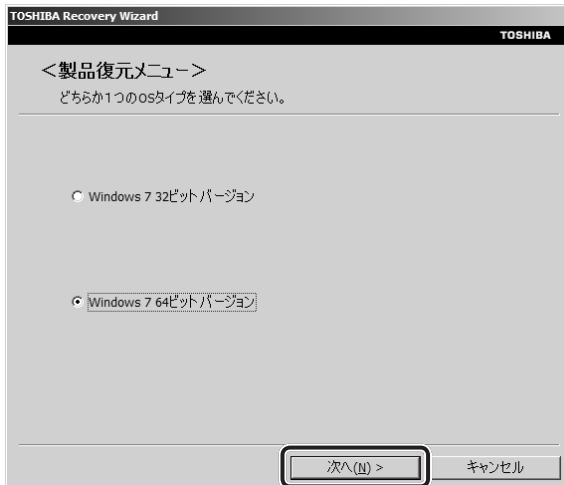 TOSHIBA Recovery Wizard
TOSHIBA
＜製品復元メニュー＞
どちらか1つのOSタイプを選んでください。
Windows 7 32ビットバージョン
Windows 7 64ビットバージョン
次へ(N) >
キャンセル